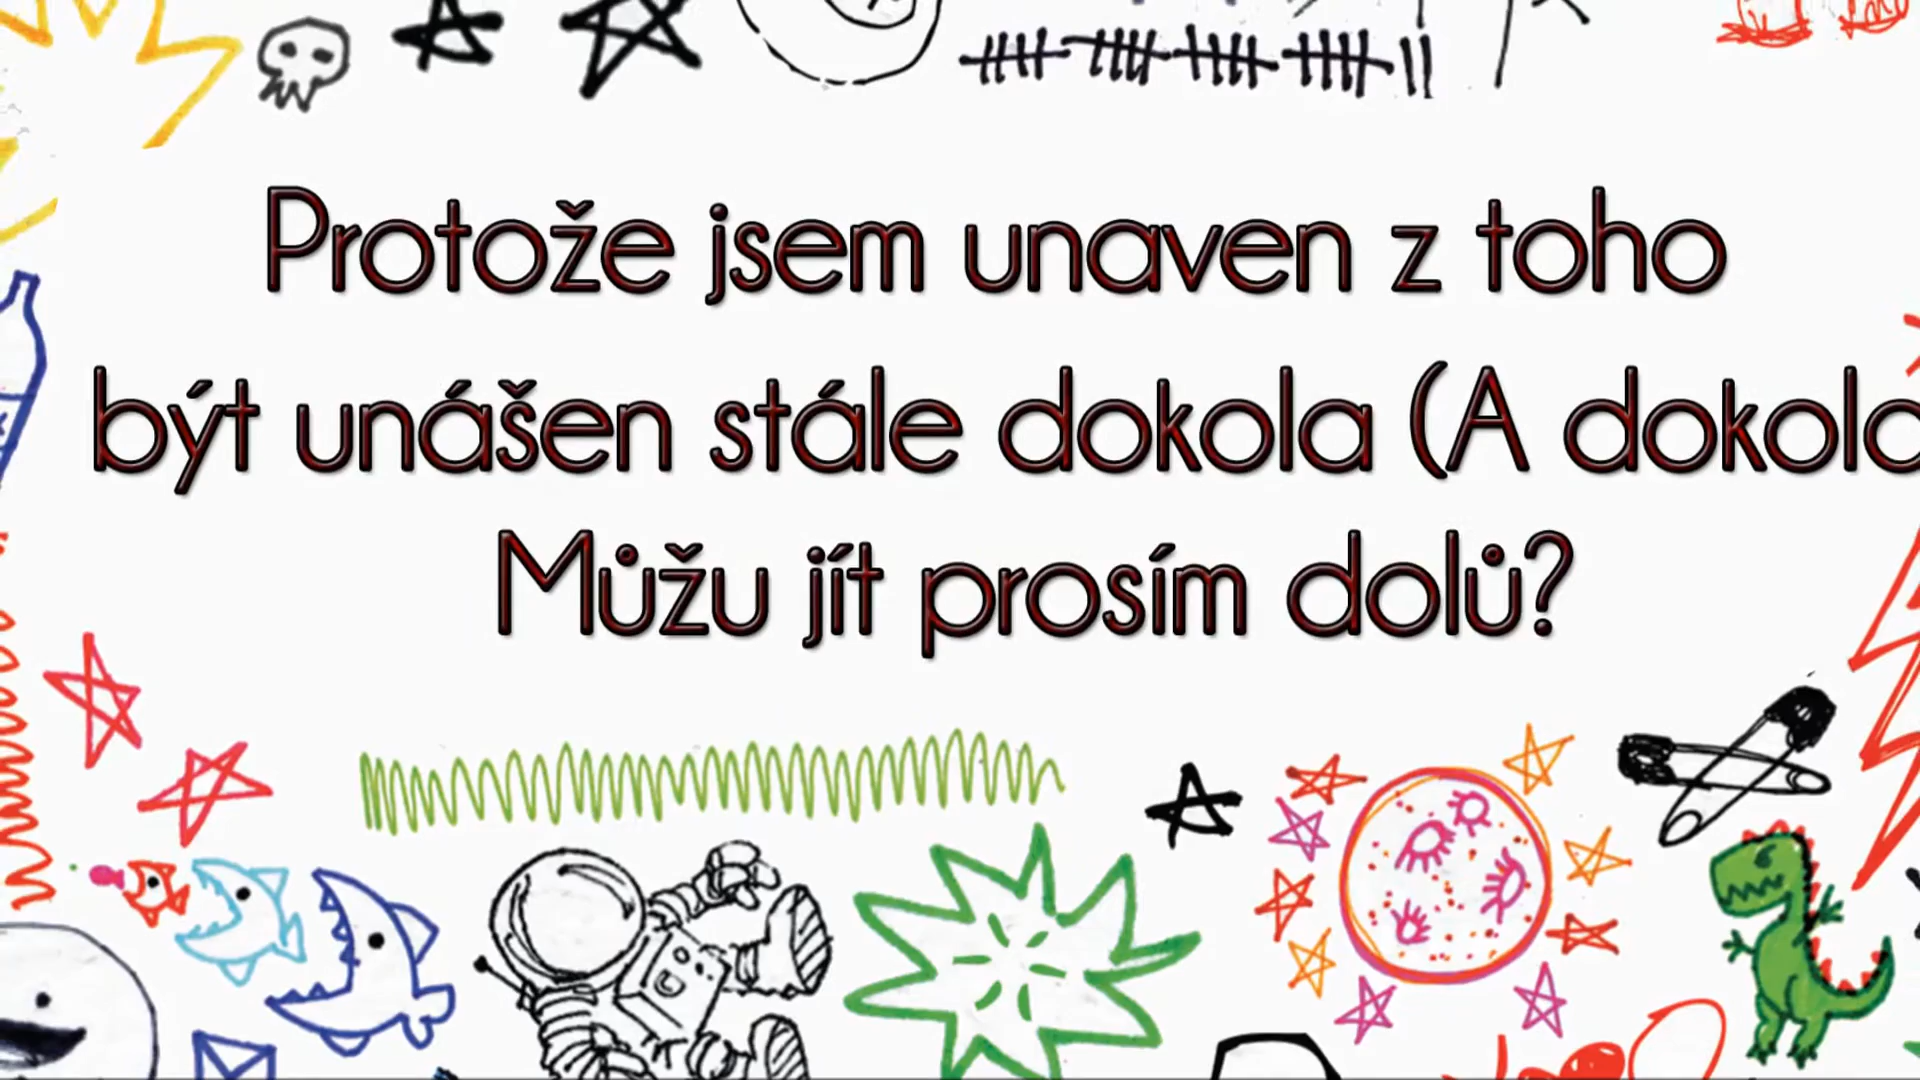 Protože jsem unaven z toho
být unášen stále dokola (A dokola
Můžu jít prosím dolů?